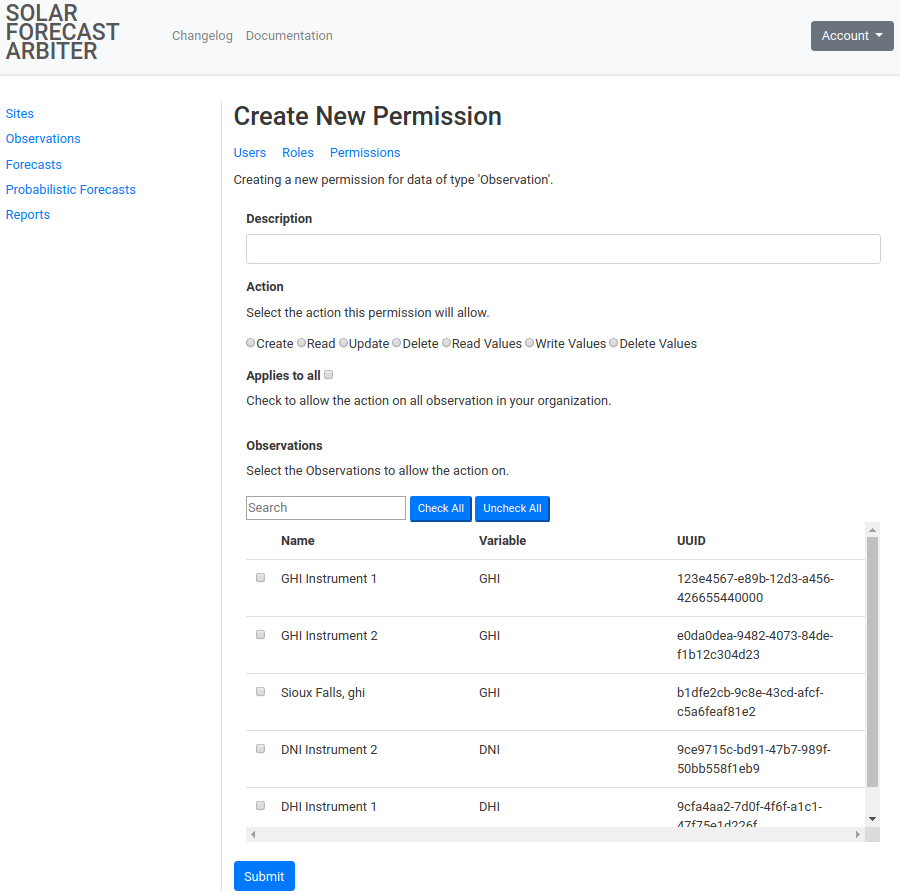 SOLAR
FORECAST
ARBITER
Changelog Documentation
Account
Sites
Observations
Forecasts
Probabilistic Forecasts
Reports
Create New Permission
Users Roles Permissions
Creating a new permission for data of type 'Observation'.
Description
Action
Select the action this permission will allow.
Create Read Update Delete Read Values Write Values Delete Values
Applies to all
Check to allow the action on all observation in your organization.
Observations
Select the Observations to allow the action on.
Search Check All Uncheck All
Name Variable UUID
GHI Instrument 1 GHI 123e4567-e89b-12d3-a456-
426655440000
GHI Instrument 2 GHI e0da0dea-9482-4073-84de-
f1b12c304d23
Sioux Falls, ghi GHI b1dfe2cb-9c8e-43cd-afcf-
c5a6feaf81e2
DNI Instrument 2 DNI 9ce9715c-bd91-47b7-989f-
50bb558f1eb9
DHI Instrument 1 DHI 9cfa4aa2-7d0f-4f6f-a1c1-
47f75e1d226f
Submit